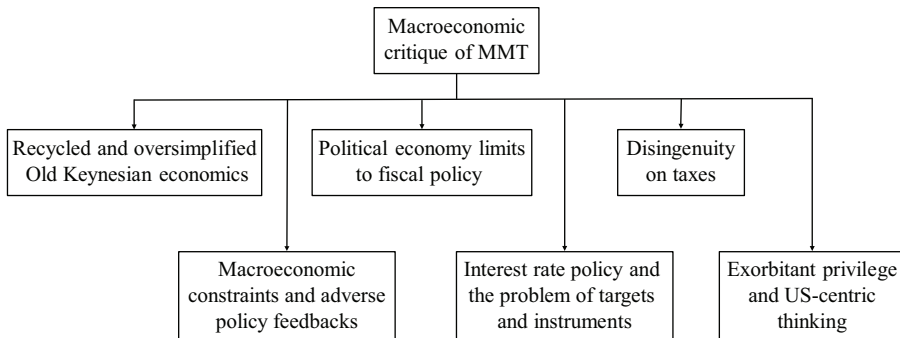 Macroeconomic
critique of MMT
Recycled and oversimplified
Old Keynesian economics
Political economy limits
to fiscal policy
Disingenuity
on taxes
Macroeconomic
constraints and adverse
policy feedbacks
Interest rate policy and
the problem of targets
and instruments
Exorbitant privilege
and US-centric
thinking